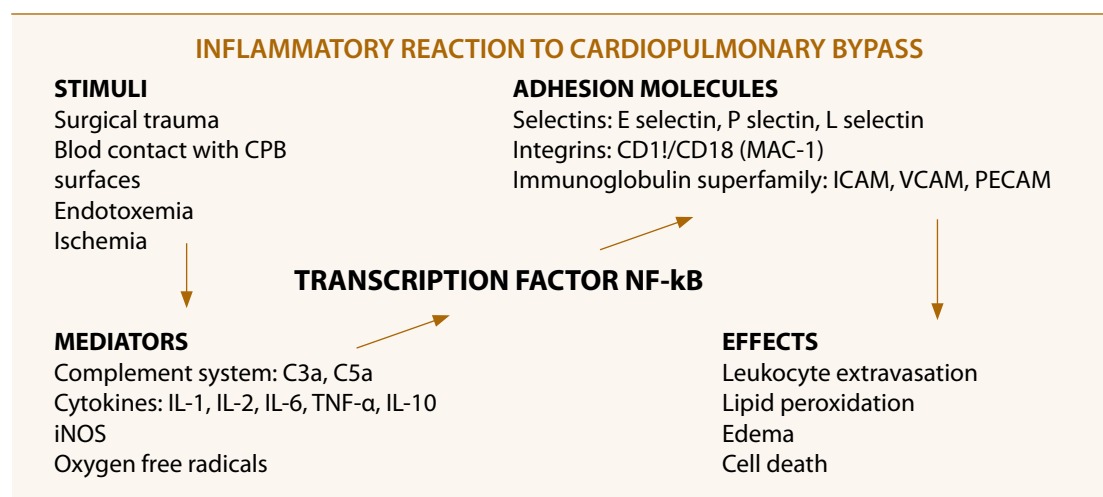 INFLAMMATORY REACTION TO CARDIOPULMONARY BYPASS
STIMULI
Surgical trauma
Blod contact with CPB
surfaces
Endotoxemia
Ischemia
ADHESION MOLECULES
Selectins: E selectin, P slectin, L selectin
Integrins: CD1!/CD18 (MAC-1)
Immunoglobulin superfamily: ICAM, VCAM, PECAM
TRANSCRIPTION FACTOR NF-kB
MEDIATORS
Complement system: C3a, C5a
Cytokines: IL-1, IL-2, IL-6, TNF-α, IL-10
iNOS
Oxygen free radicals
EFFECTS
Leukocyte extravasation
Lipid peroxidation
Edema
Cell death